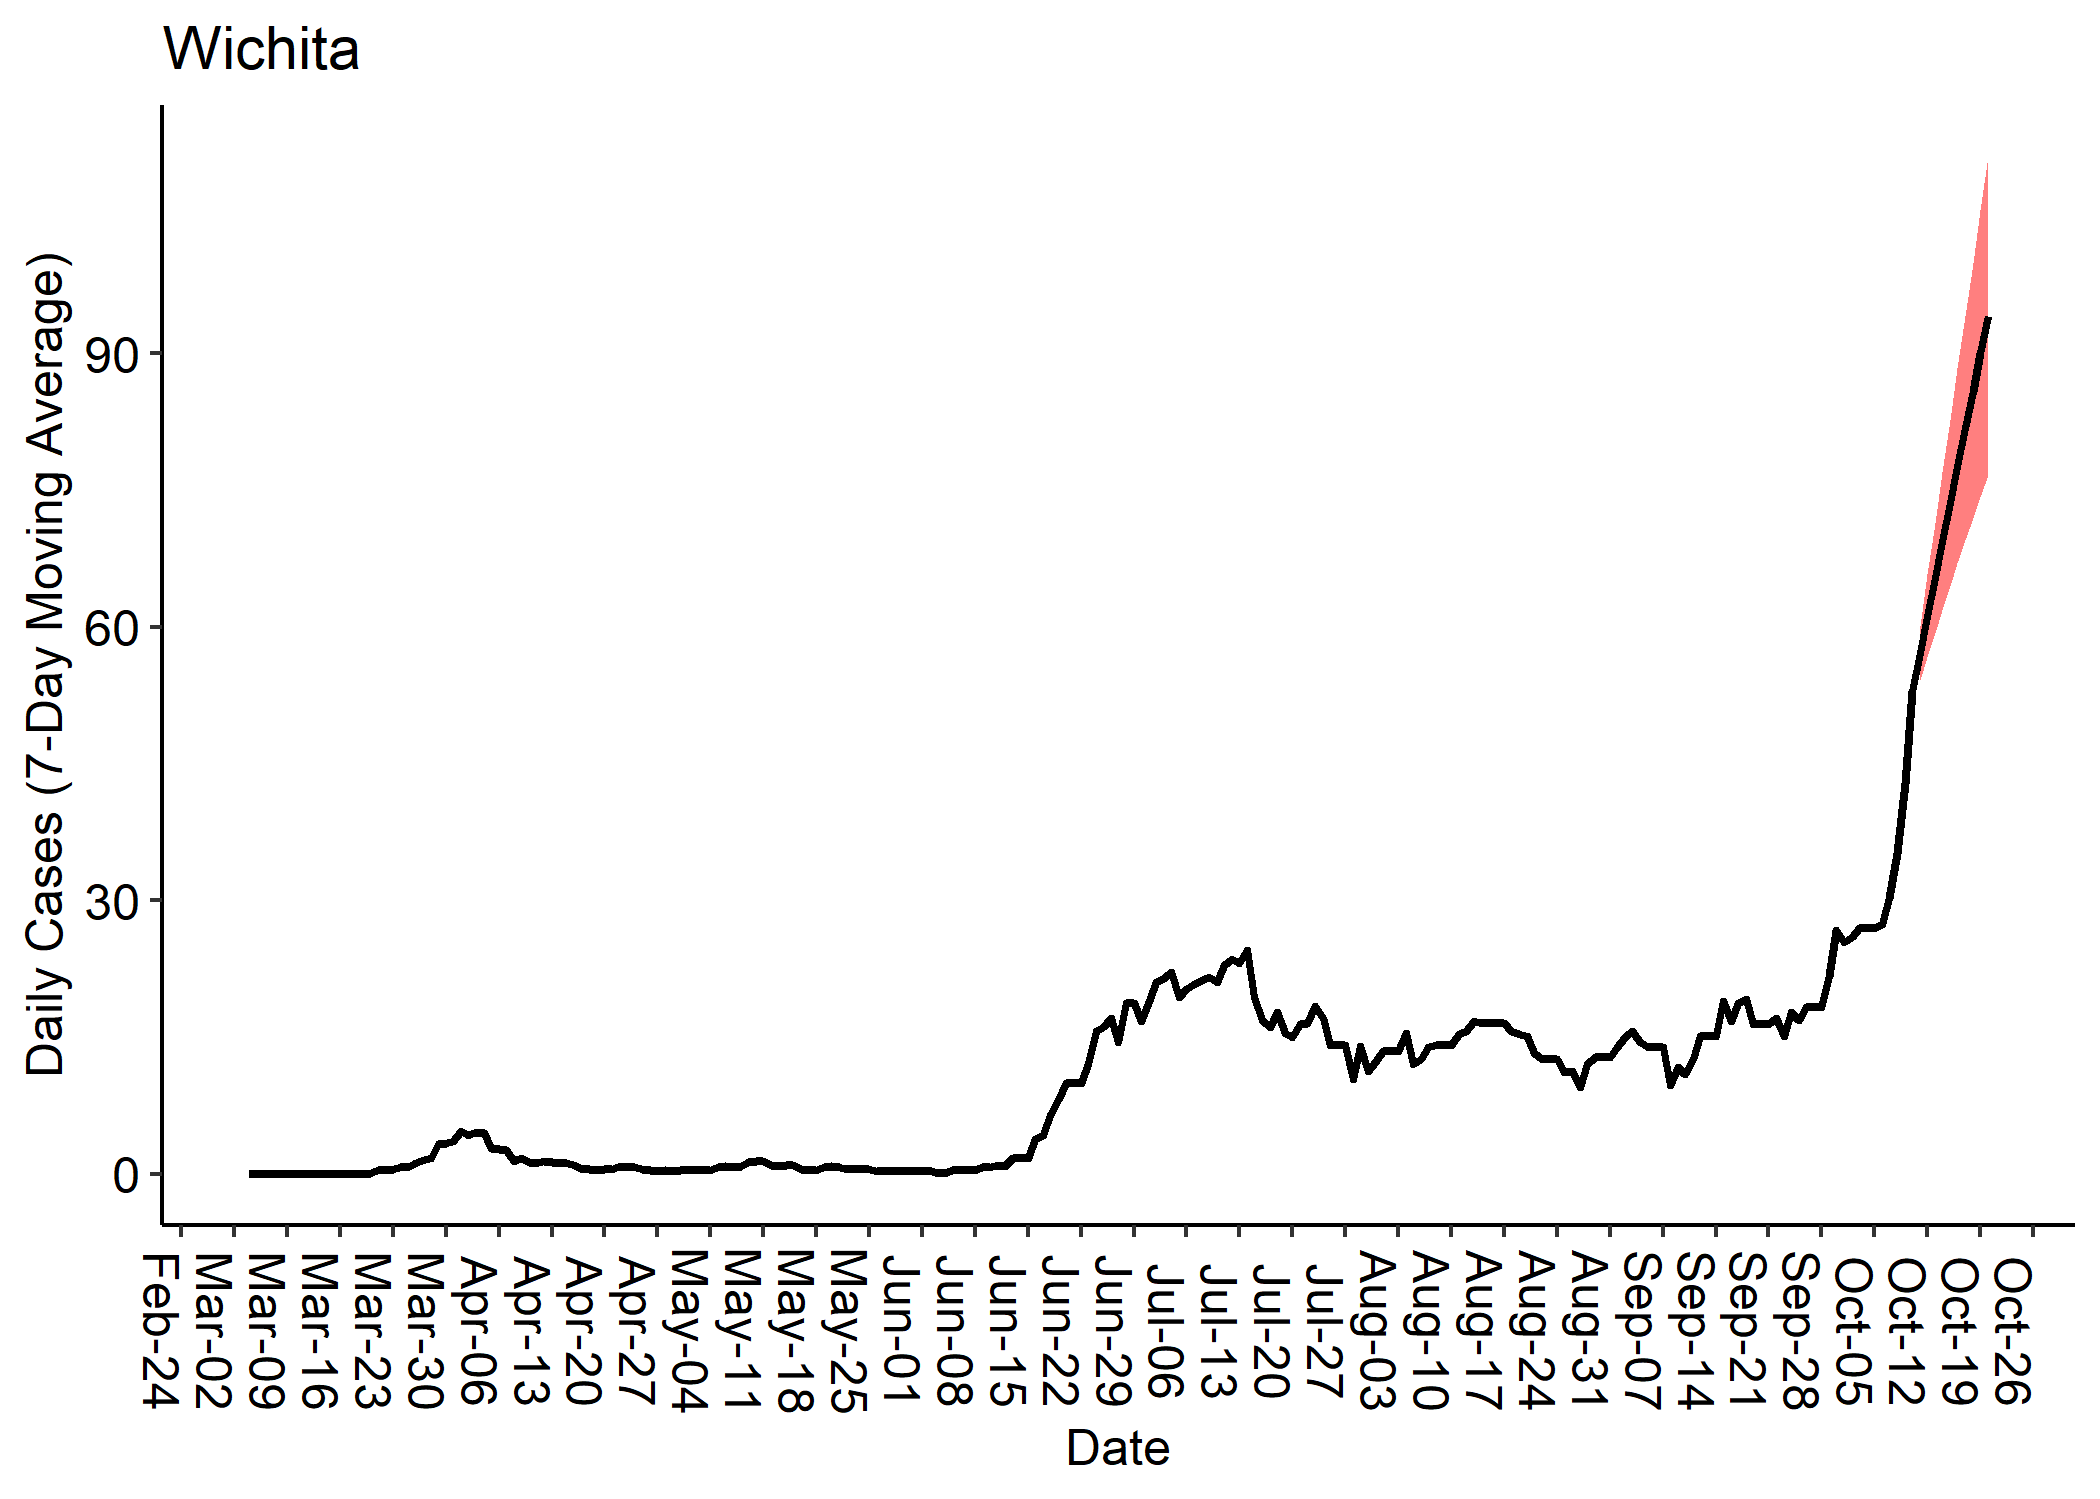 Wichita
Daily Cases (7-Day Moving Average)
90
60
30
0
Feb-24
Mar-02
Mar-09
Mar-16
Mar-23
Mar-30
Apr-06
Apr-13
Apr-20
Apr-27
May-04
May-11
May-18
May-25
Jun-01
Jun-08
Jun-15
Jun-22
Jun-29
Jul-06
Jul-13
Jul-20
Jul-27
Aug-03
Aug-10
Aug-17
Aug-24
Aug-31
Sep-07
Sep-14
Sep-21
Sep-28
Oct-05
Oct-12
Oct-19
Oct-26
Date